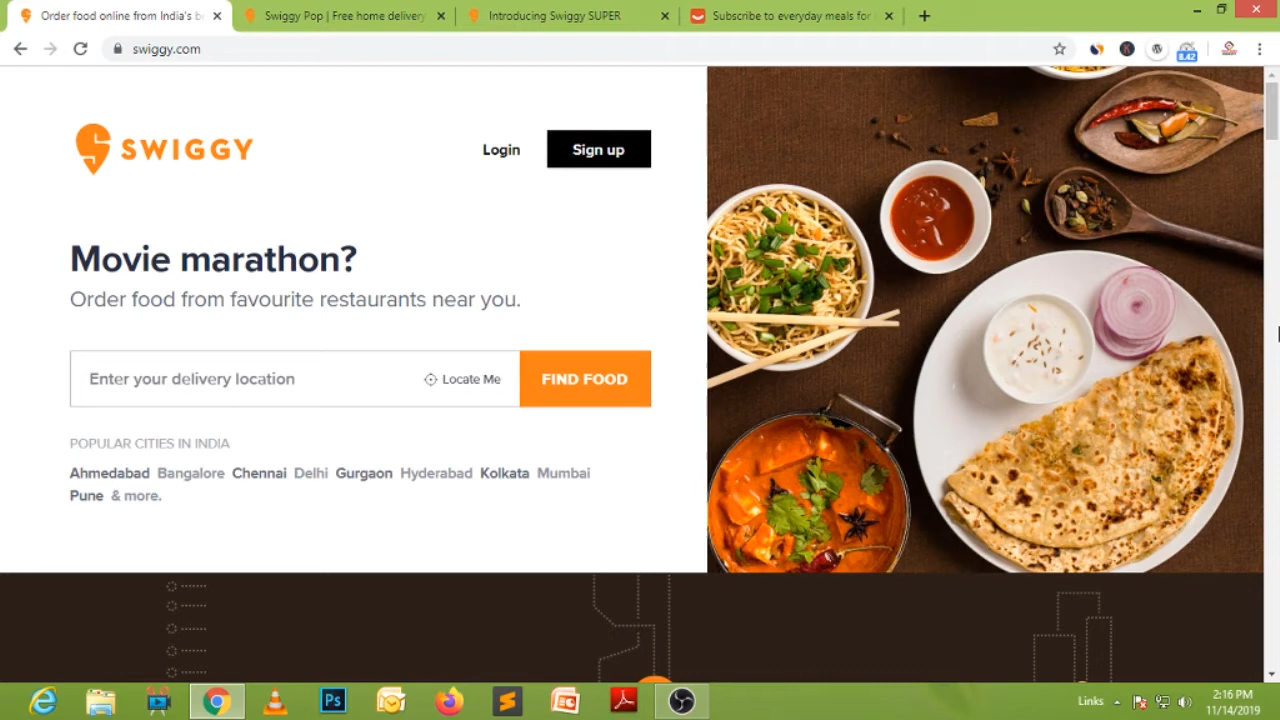 Order food online from India's b
Swiggy Pop | Free home delivery
Introducing Swiggy SUPER
Subscribe to everyday meals for
swiggy.com
8.42
SWIGGY
Login
Sign up
Movie marathon?
Order food from favourite restaurants near you.
Enter your delivery location
Locate Me
FIND FOOD
POPULAR CITIES IN INDIA
Ahmedabad Bangalore Chennai Delhi Gurgaon Hyderabad Kolkata Mumbai
Pune & more.
Ps
Links
2:16 PM
11/14/2019